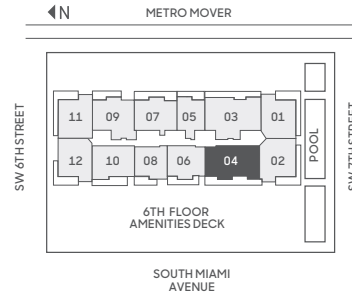 N
METRO MOVER
SW 6TH STREET
11 09 07 05 03 01
12 10 08 06 04 02
POOL
SW 7TH STREET
6TH FLOOR
AMENITIES DECK
SOUTH MIAMI
AVENUE